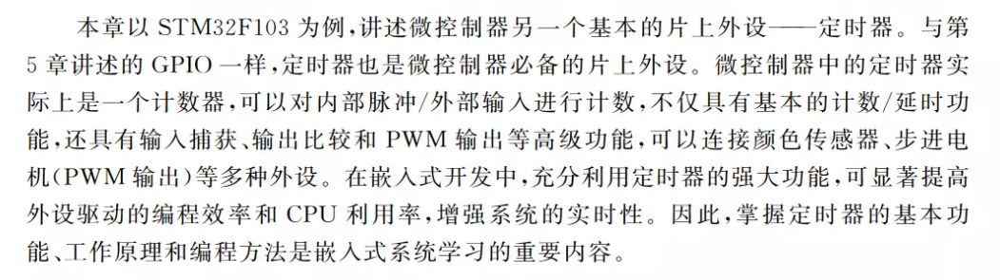 本章以 STM32F103 为例,讲述微控制器另一个基本的片上外设——定时器。与第
5 章讲述的 GPIO 一样,定时器也是微控制器必备的片上外设。微控制器中的定时器实
际上是一个计数器,可以对内部脉冲/外部输入进行计数,不仅具有基本的计数/延时功
能,还具有输入捕获、输出比较和 PWM 输出等高级功能,可以连接颜色传感器、步进电
机(PWM 输出)等多种外设。在嵌入式开发中,充分利用定时器的强大功能,可显著提高
外设驱动的编程效率和 CPU 利用率,增强系统的实时性。因此,掌握定时器的基本功
能、工作原理和编程方法是嵌入式系统学习的重要内容。